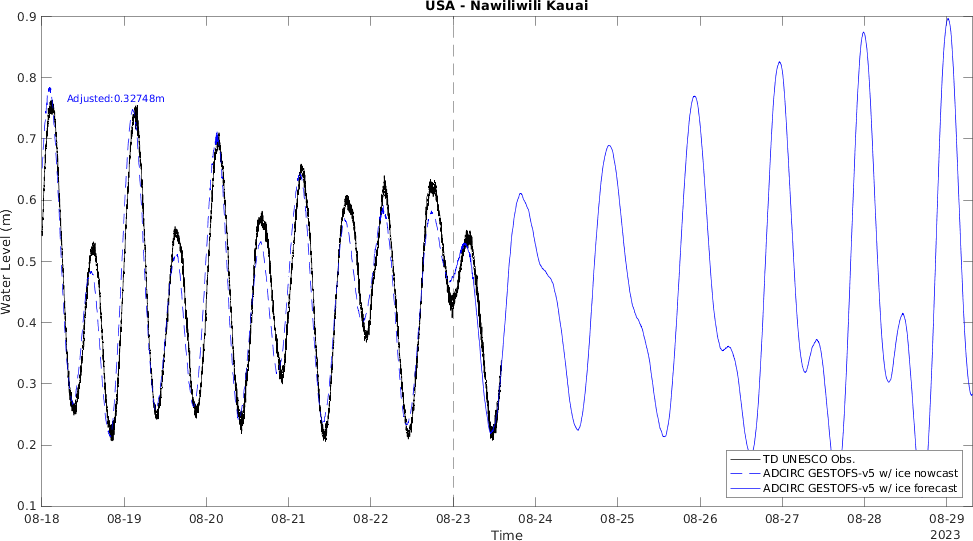 USA - Nawiliwili Kauai
Adjusted:0.32748m
Water Level (m)
0.9
0.8
0.7
0.6
0.5
0.4
0.3
0.2
0.1
TD UNESCO Obs.
ADCIRC GESTOFS-v5 w/ ice nowcast
ADCIRC GESTOFS-v5 w/ ice forecast
08-18 08-19 08-20 08-21 08-22 08-23 08-24 08-25 08-26 08-27 08-28 08-29
2023
Time